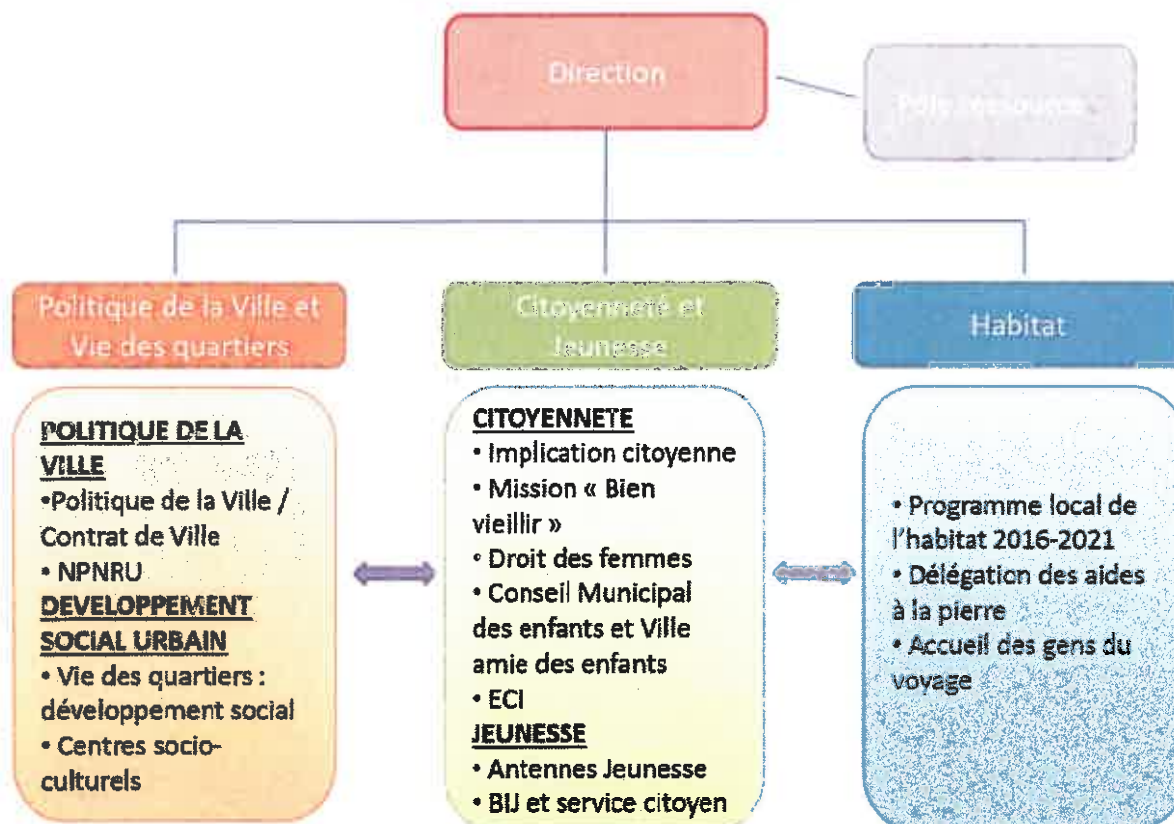 Direction
Pôle ressource
Politique de la Ville et
Vie des quartiers
Citoyenneté et
Jeunesse
Habitat
POLITIQUE DE LA
VILLE
•Politique de la Ville /
Contrat de Ville
• NPNRU
DEVELOPPEMENT
SOCIAL URBAIN
• Vie des quartiers :
développement social
• Centres socio-
culturels
CITOYENNETE
• Implication citoyenne
• Mission « Bien
vieillir »
• Droit des femmes
• Conseil Municipal
des enfants et Ville
amie des enfants
• ECI
JEUNESSE
• Antennes Jeunesse
• BIJ et service citoyen
• Programme local de
l'habitat 2016-2021
• Délégation des aides
à la pierre
• Accueil des gens du
voyage